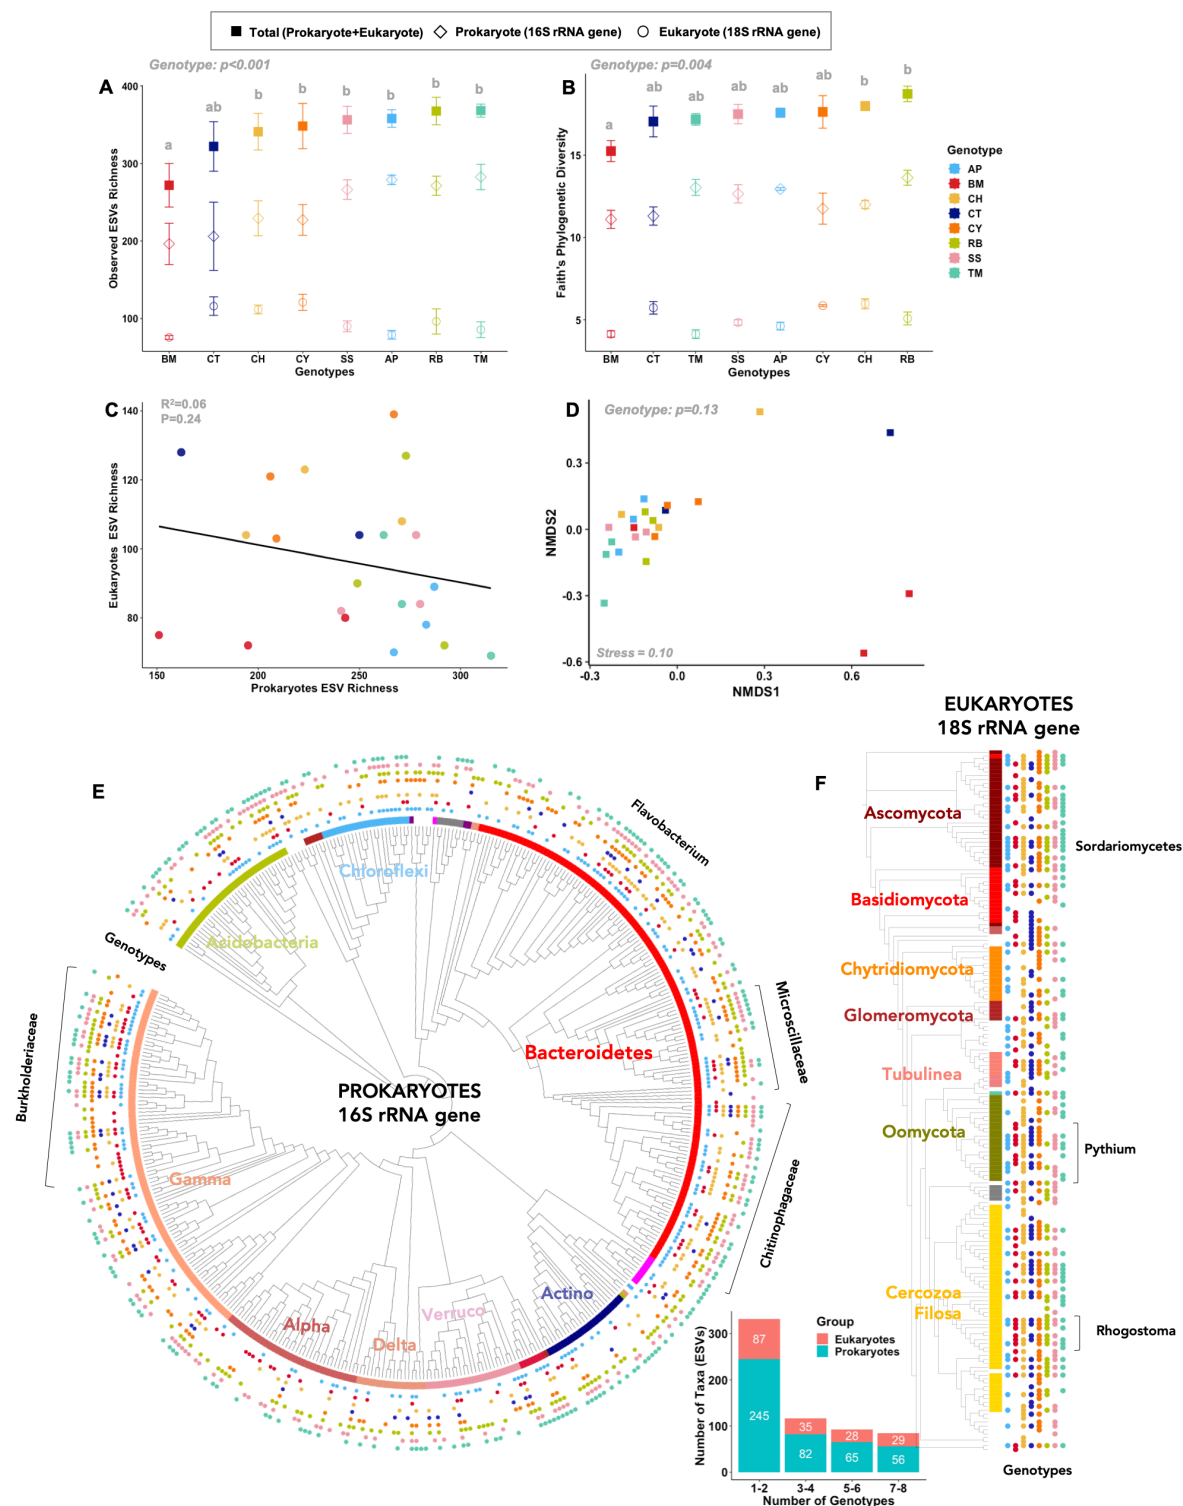 Total (Prokaryote+Eukaryote) Prokaryote (16S rRNA gene) Eukaryote (18S rRNA gene)
A
Genotype: p<0.001
400
300
200
100
Observed ESVs Richness
a
ab
b
b
b
b
b
b
BM CT CH CY SS AP RB TM
Genotypes
B
Genotype: p=0.004
15
10
5
Faith's Phylogenetic Diversity
a
ab
ab
ab
ab
ab
b
b
BM CT TM SS AP CY CH RB
Genotypes
Genotype
AP
BM
CH
CT
CY
RB
SS
TM
C
R²=0.06
P=0.24
140
120
100
80
Eukaryotes ESV Richness
150 200 250 300
Prokaryotes ESV Richness
D
Genotype: p=0.13
0.3
0.0
-0.3
-0.6
NMDS2
Stress = 0.10
-0.3 0.0 0.3 0.6
NMDS1
E
Flavobacterium
Chloroflexi
Acidobacteria
Genotypes
Burkholderiaceae
Microscillaceae
Bacteroidetes
PROKARYOTES
16S rRNA gene
Chitinophagaceae
Gamma
Actino
Verruco
Alpha
Delta
EUKARYOTES
18S rRNA gene
F
Ascomycota
Sordariomycetes
Basidiomycota
Chytridiomycota
Glomeromycota
Tubulinea
Oomycota
Pythium
Cercozoa
Filosa
Rhogostoma
Genotypes
Group
Eukaryotes
Prokaryotes
300
200
100
0
Number of Taxa (ESVs)
87
245
35
82
28
65
29
56
1-2 3-4 5-6 7-8
Number of Genotypes